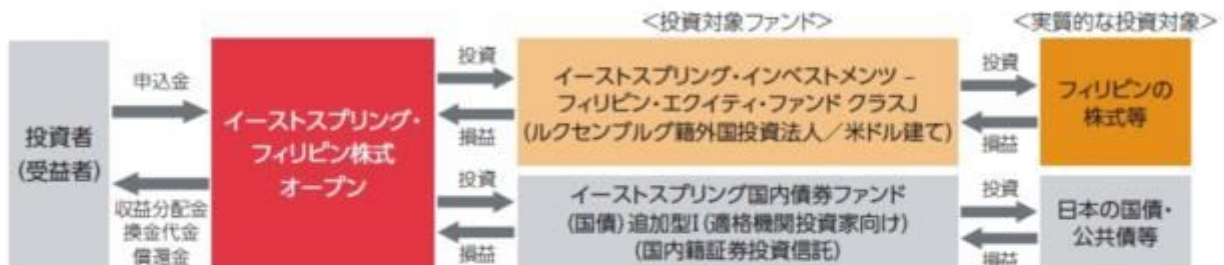 <投資対象ファンド>
<実質的な投資対象>
投資者
(受益者)
申込金
収益分配金
換金代金
償還金
イーストスプリング・
フィリピン株式
オープン
投資
損益
イーストスプリング・インベストメンツ –
フィリピン・エクイティ・ファンド クラスJ
(ルクセンブルグ籍外国投資法人／米ドル建て)
投資
損益
フィリピンの
株式等
投資
損益
イーストスプリング国内債券ファンド
(国債)追加型I(適格機関投資家向け)
(国内籍証券投資信託)
投資
損益
日本の国債・
公共債等